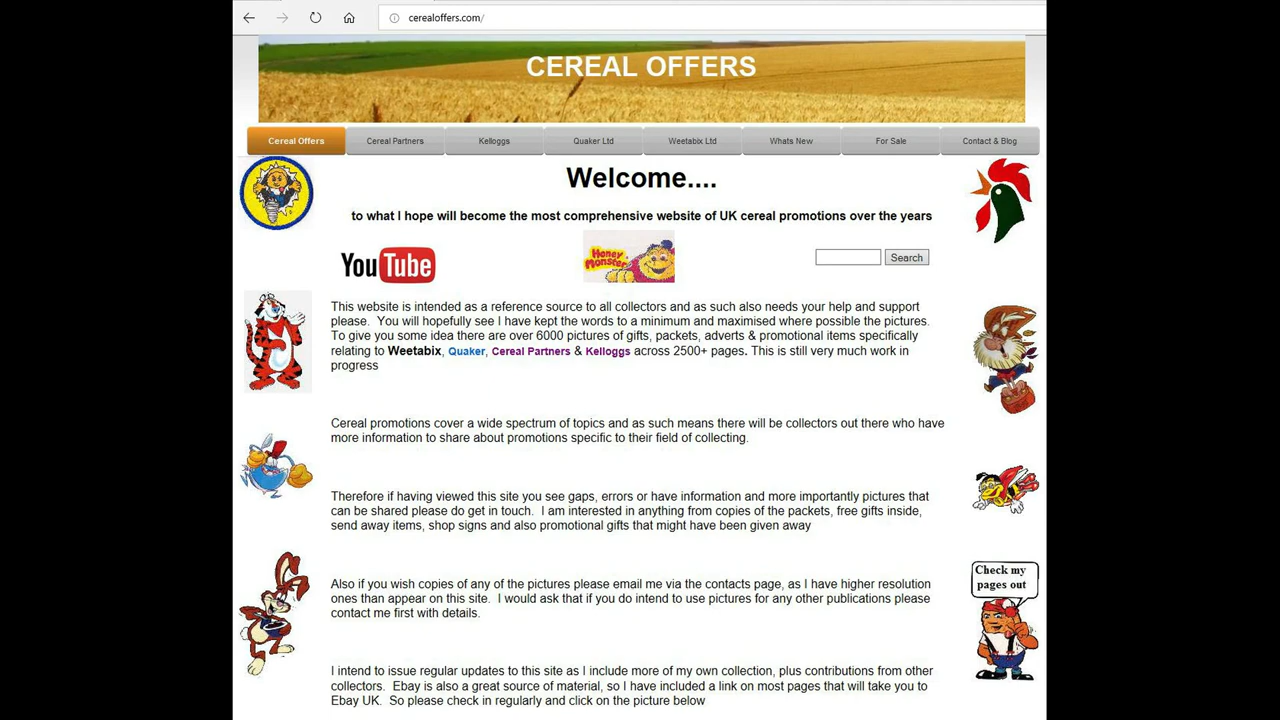 cerealoffers.com/
CEREAL OFFERS
Cereal Offers
Cereal Partners
Kelloggs
Quaker Ltd
Weetabix Ltd
Whats New
For Sale
Contact & Blog
Welcome....
to what I hope will become the most comprehensive website of UK cereal promotions over the years
YouTube
Honey
Monster
Search
This website is intended as a reference source to all collectors and as such also needs your help and support
please.  You will hopefully see I have kept the words to a minimum and maximised where possible the pictures.
To give you some idea there are over 6000 pictures of gifts, packets, adverts & promotional items specifically
relating to Weetabix, Quaker, Cereal Partners & Kelloggs across 2500+ pages. This is still very much work in
progress
Cereal promotions cover a wide spectrum of topics and as such means there will be collectors out there who have
more information to share about promotions specific to their field of collecting.
Therefore if having viewed this site you see gaps, errors or have information and more importantly pictures that
can be shared please do get in touch.  I am interested in anything from copies of the packets, free gifts inside,
send away items, shop signs and also promotional gifts that might have been given away
Check my
pages out
Also if you wish copies of any of the pictures please email me via the contacts page, as I have higher resolution
ones than appear on this site.  I would ask that if you do intend to use pictures for any other publications please
contact me first with details.
I intend to issue regular updates to this site as I include more of my own collection, plus contributions from other
collectors.  Ebay is also a great source of material, so I have included a link on most pages that will take you to
Ebay UK.  So please check in regularly and click on the picture below